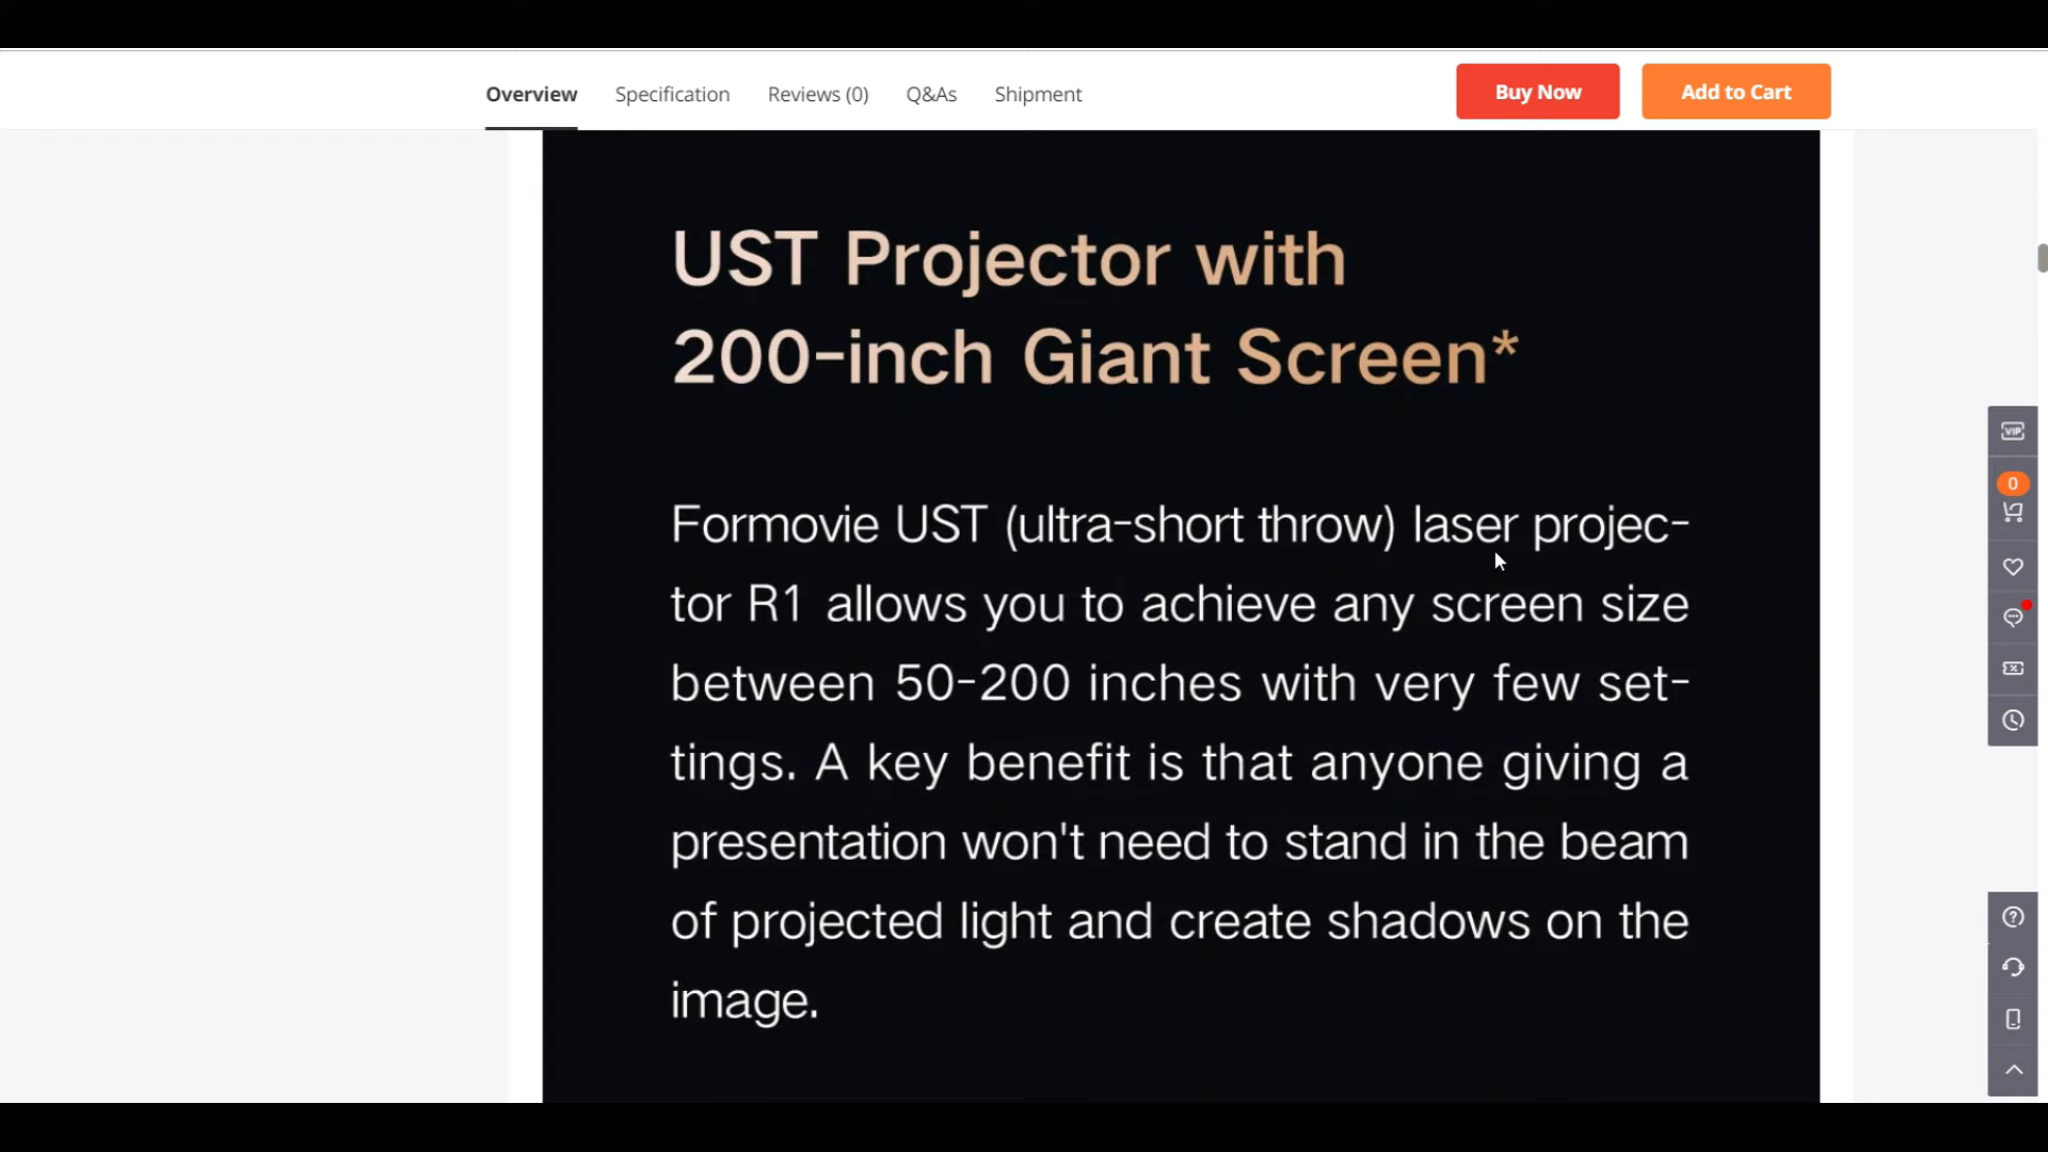 Overview Specification Reviews (0) Q&As Shipment Buy Now Add to Cart
UST Projector with
200-inch Giant Screen*
VIP
0
Formovie UST (ultra-short throw) laser projec-
tor R1 allows you to achieve any screen size
between 50-200 inches with very few set-
tings. A key benefit is that anyone giving a
presentation won't need to stand in the beam
of projected light and create shadows on the
image.